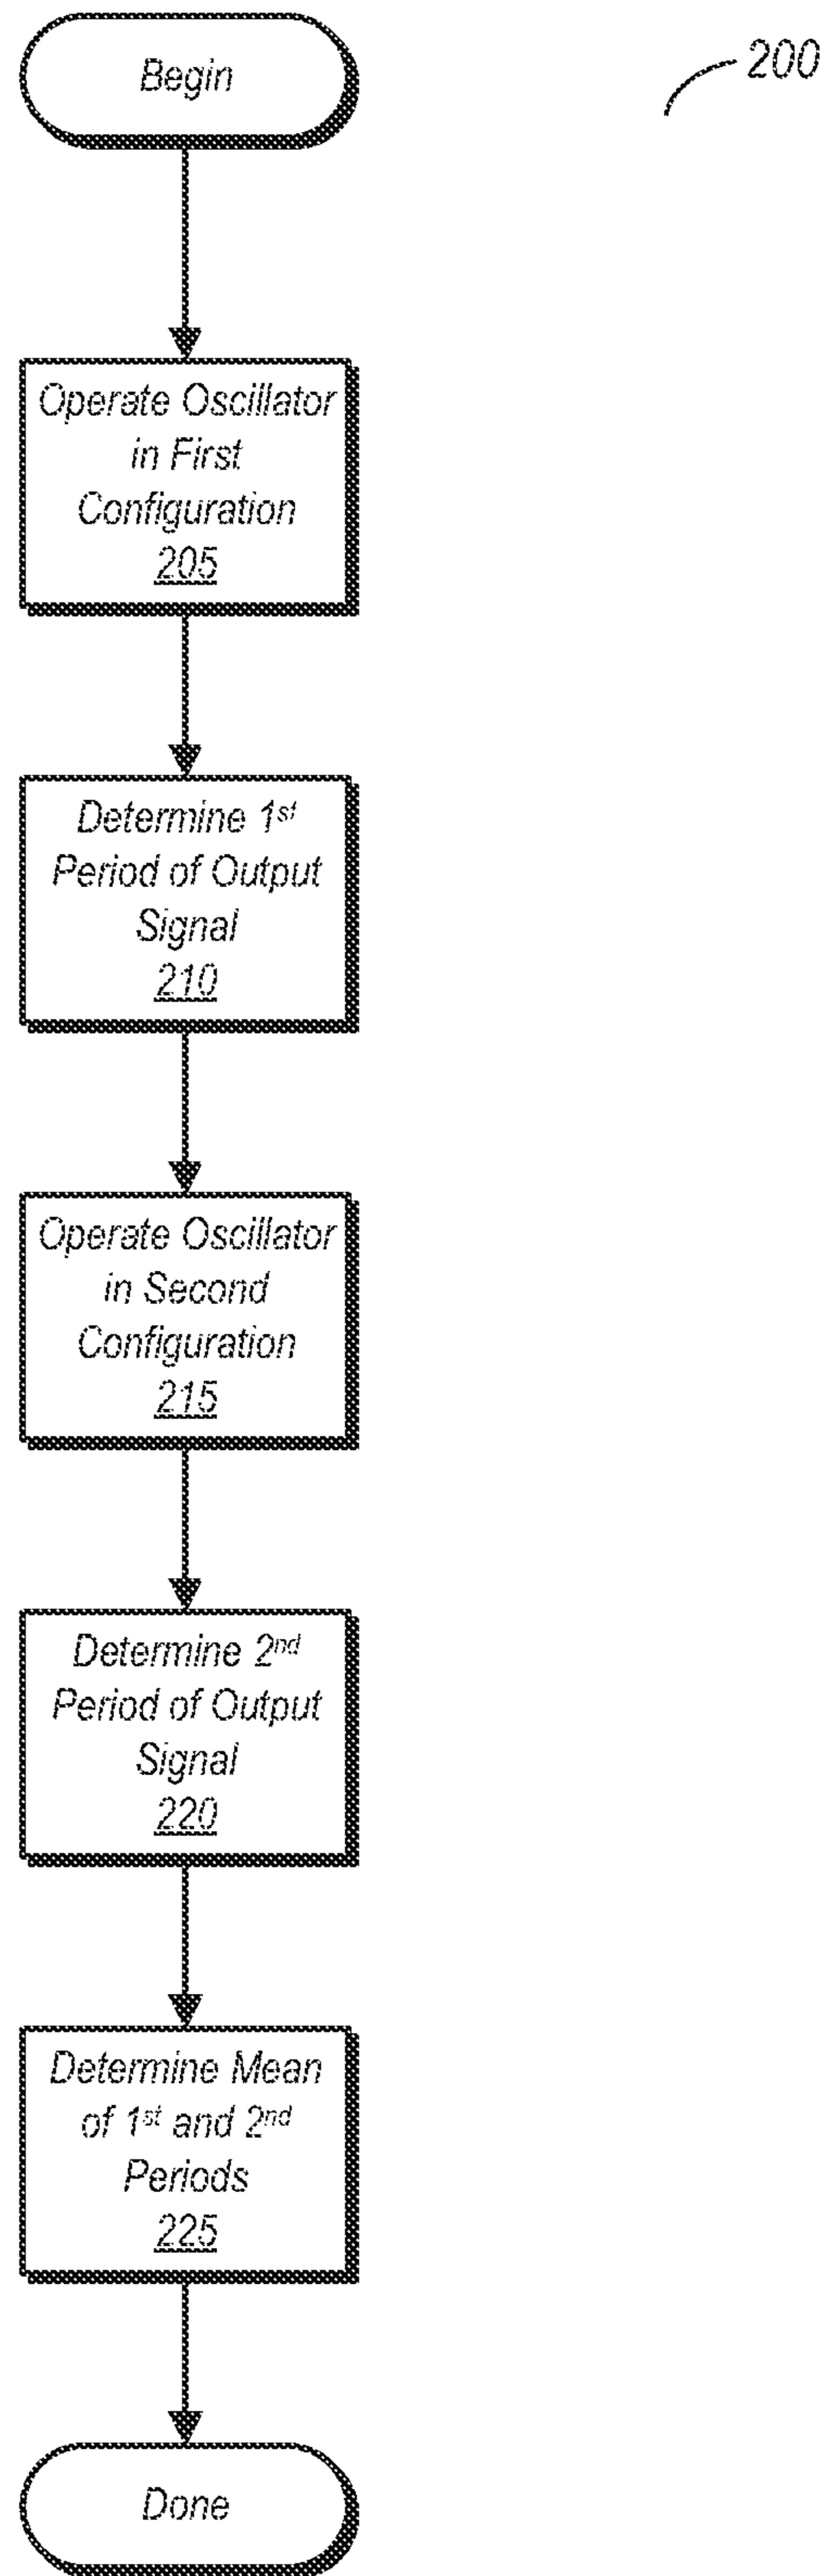 Begin
200
Operate Oscillator
in First
Configuration
205
Determine 1st
Period of Output
Signal
210
Operate Oscillator
in Second
Configuration
215
Determine 2nd
Period of Output
Signal
220
Determine Mean
of 1st and 2nd
Periods
225
Done